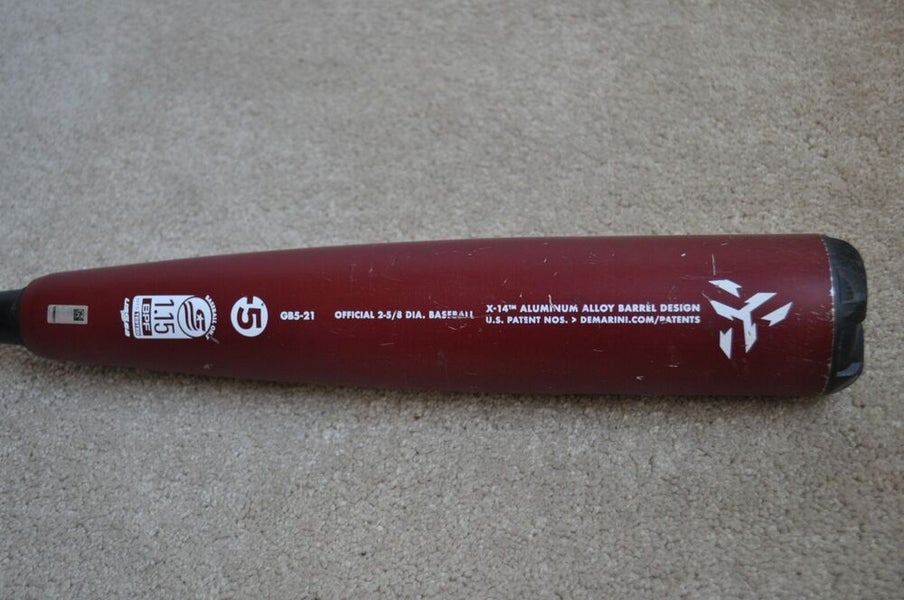 USSSA
1.15
BPF
BASEBALL
-5
GB5-21
OFFICIAL 2-5/8 DIA. BASEBALL
X-14™ ALUMINUM ALLOY BARREL DESIGN
U.S. PATENT NOS. > DEMARINI.COM/PATENTS